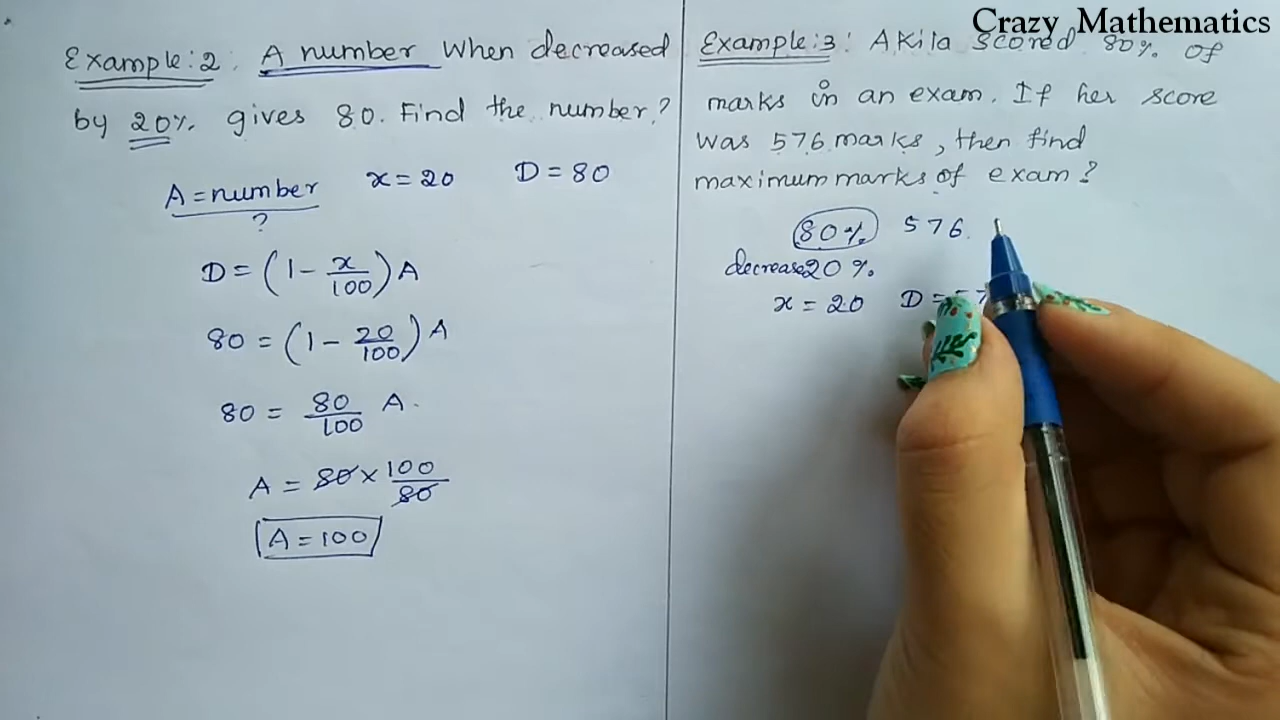 Crazy Mathematics
Example:2: A number when decreased
by 20% gives 80. Find the number?
A = number x = 20 D = 80
?
D = (1 - x/100) A
80 = (1 - 20/100) A
80 = 80/100 A.
A = 80 × 100/80
A = 100
Example:3: Akila scored 80% of
marks in an exam. If her score
was 576 marks, then find
maximum marks of exam?
80% 576
decrease 20%.
x = 20 D =